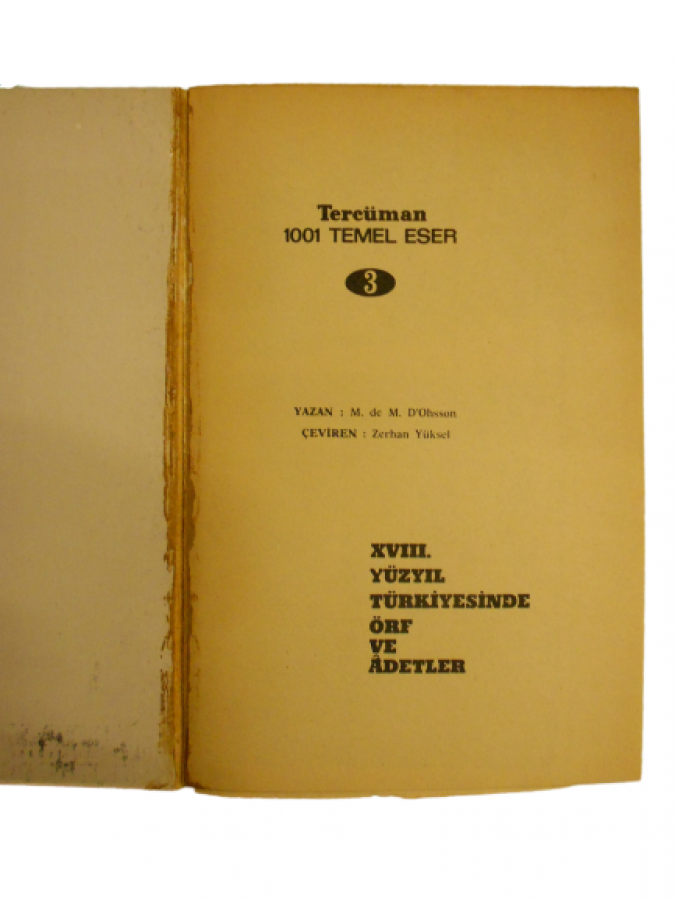 Tercüman
1001 TEMEL ESER
3
YAZAN : M. de M. D'Ohsson
ÇEVİREN : Zerhan Yüksel
XVIII.
YÜZYIL
TÜRKİYESİNDE
ÖRF
VE
ÂDETLER